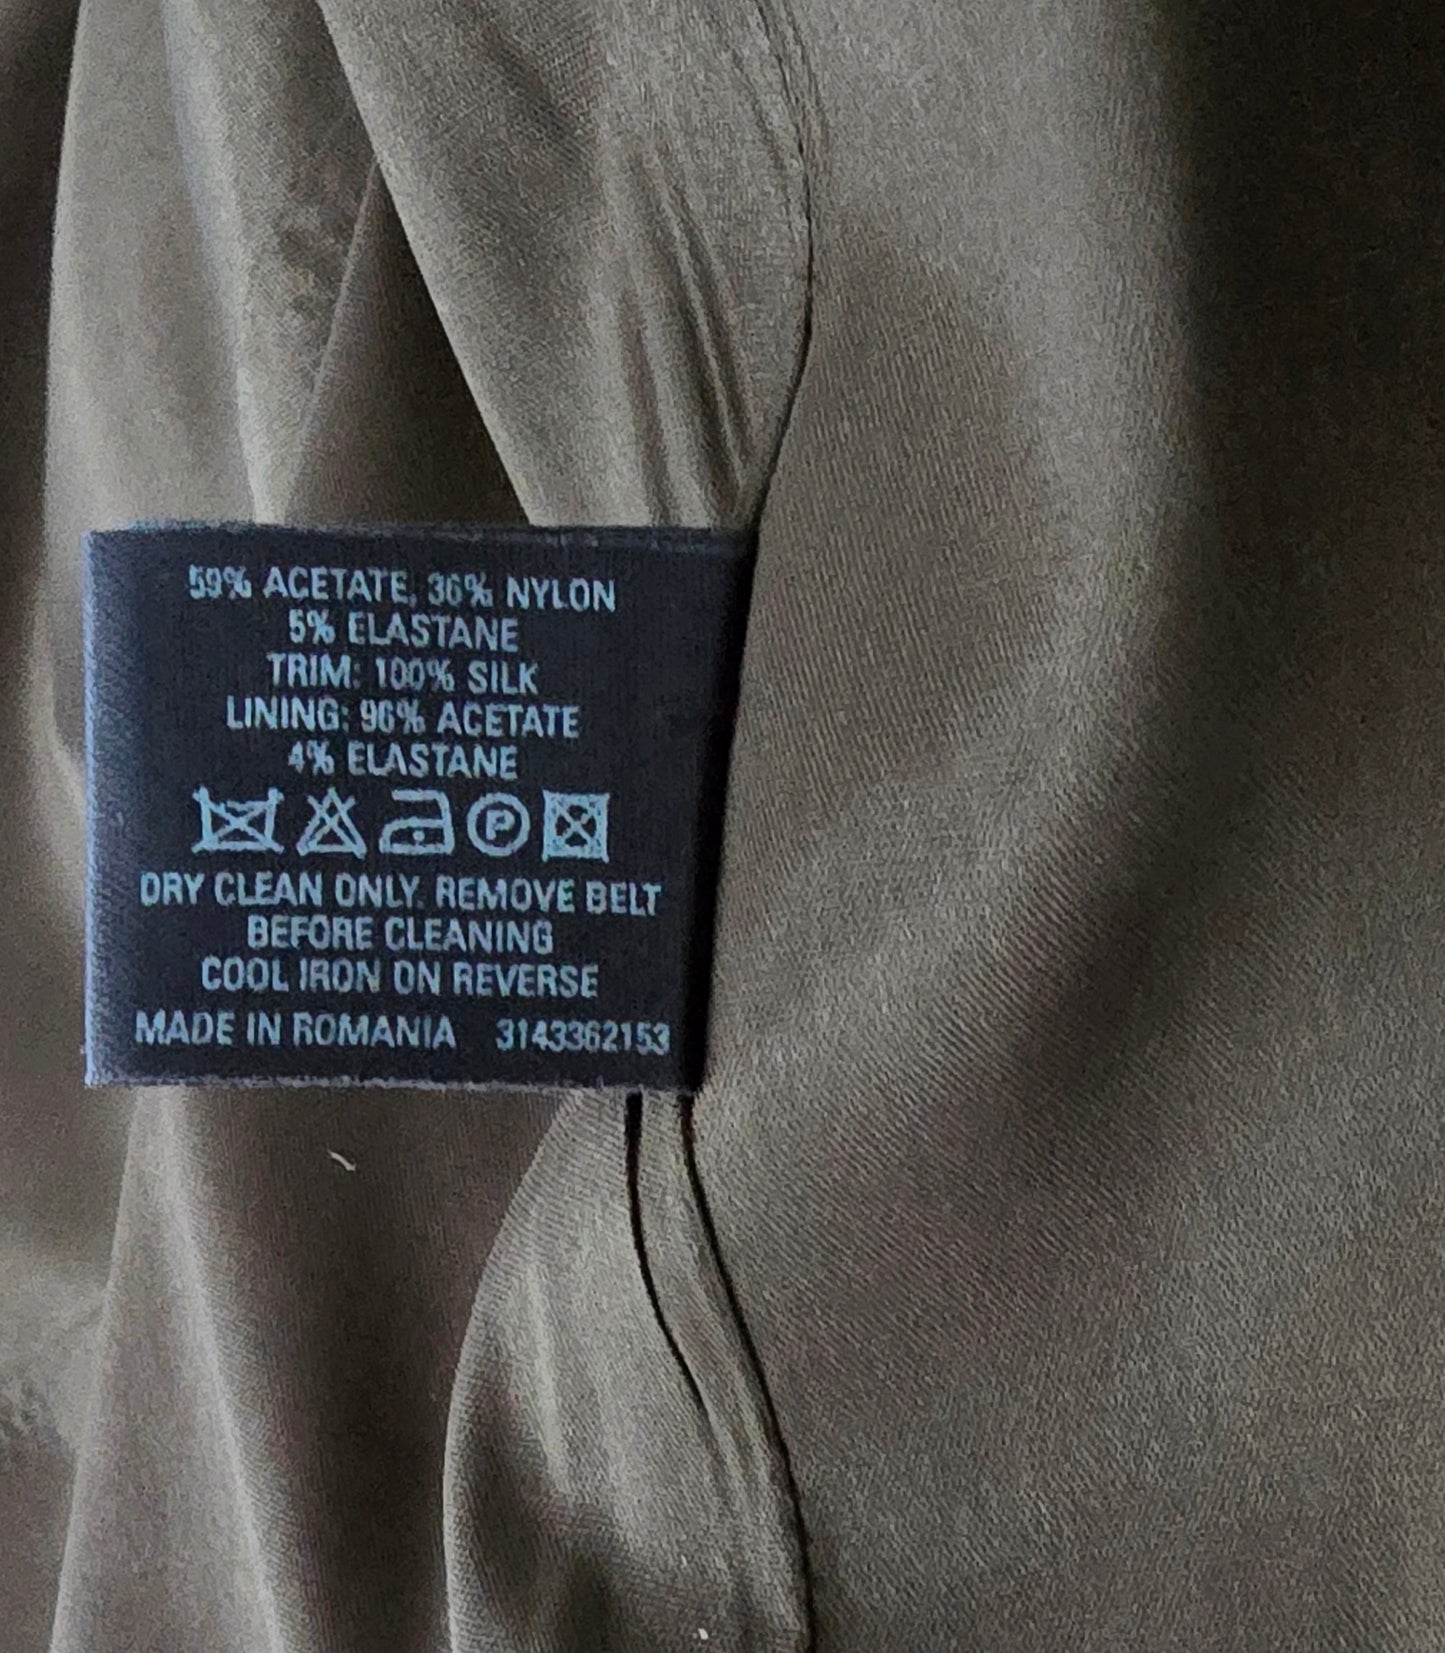 59% ACETATE, 36% NYLON
5% ELASTANE
TRIM: 100% SILK
LINING: 96% ACETATE
4% ELASTANE
P
DRY CLEAN ONLY. REMOVE BELT
BEFORE CLEANING
COOL IRON ON REVERSE
MADE IN ROMANIA 3143362153